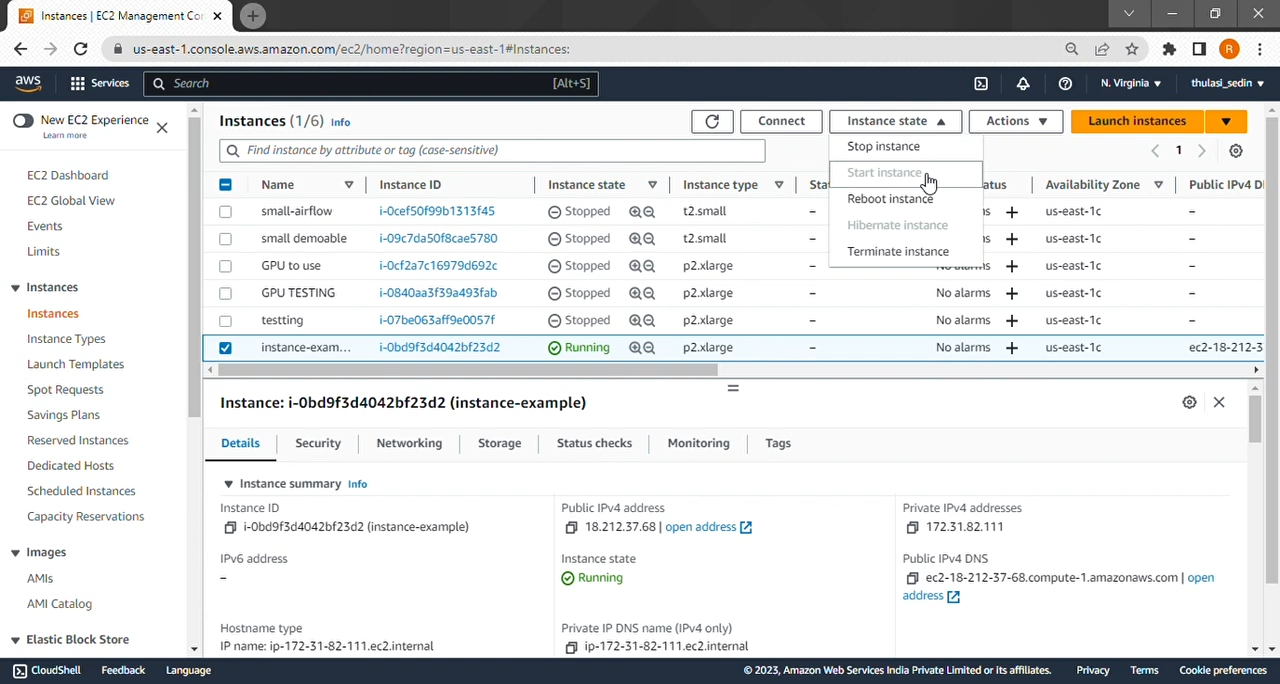 Instances | EC2 Management Con
us-east-1.console.aws.amazon.com/ec2/home?region=us-east-1#Instances:
R
aws
Services
Search
[Alt+S]
N. Virginia
thulasi_sedin
New EC2 Experience
Learn more
EC2 Dashboard
EC2 Global View
Events
Limits
Instances
Instances
Instance Types
Launch Templates
Spot Requests
Savings Plans
Reserved Instances
Dedicated Hosts
Scheduled Instances
Capacity Reservations
Images
AMIs
AMI Catalog
Elastic Block Store
Instances (1/6) Info
Connect
Instance state
Actions
Launch instances
Find instance by attribute or tag (case-sensitive)
1
Stop instance
Start instance
Reboot instance
Hibernate instance
Terminate instance
Name Instance ID Instance state Instance type Stat atus Availability Zone Public IPv4 D
small-airflow i-0cef50f99b1313f45 Stopped t2.small – ns + us-east-1c –
small demoable i-09c7da50f8cae5780 Stopped t2.small – ns + us-east-1c –
GPU to use i-0cf2a7c16979d692c Stopped p2.xlarge – No alarms + us-east-1c –
GPU TESTING i-0840aa3f39a493fab Stopped p2.xlarge – No alarms + us-east-1c –
testting i-07be063aff9e0057f Stopped p2.xlarge – No alarms + us-east-1c –
instance-exam... i-0bd9f3d4042bf23d2 Running p2.xlarge – No alarms + us-east-1c ec2-18-212-3
Instance: i-0bd9f3d4042bf23d2 (instance-example)
Details Security Networking Storage Status checks Monitoring Tags
Instance summary Info
Instance ID
i-0bd9f3d4042bf23d2 (instance-example)
Public IPv4 address
18.212.37.68 | open address
Private IPv4 addresses
172.31.82.111
IPv6 address
–
Instance state
Running
Public IPv4 DNS
ec2-18-212-37-68.compute-1.amazonaws.com | open
address
Hostname type
IP name: ip-172-31-82-111.ec2.internal
Private IP DNS name (IPv4 only)
ip-172-31-82-111.ec2.internal
CloudShell Feedback Language
© 2023, Amazon Web Services India Private Limited or its affiliates. Privacy Terms Cookie preferences